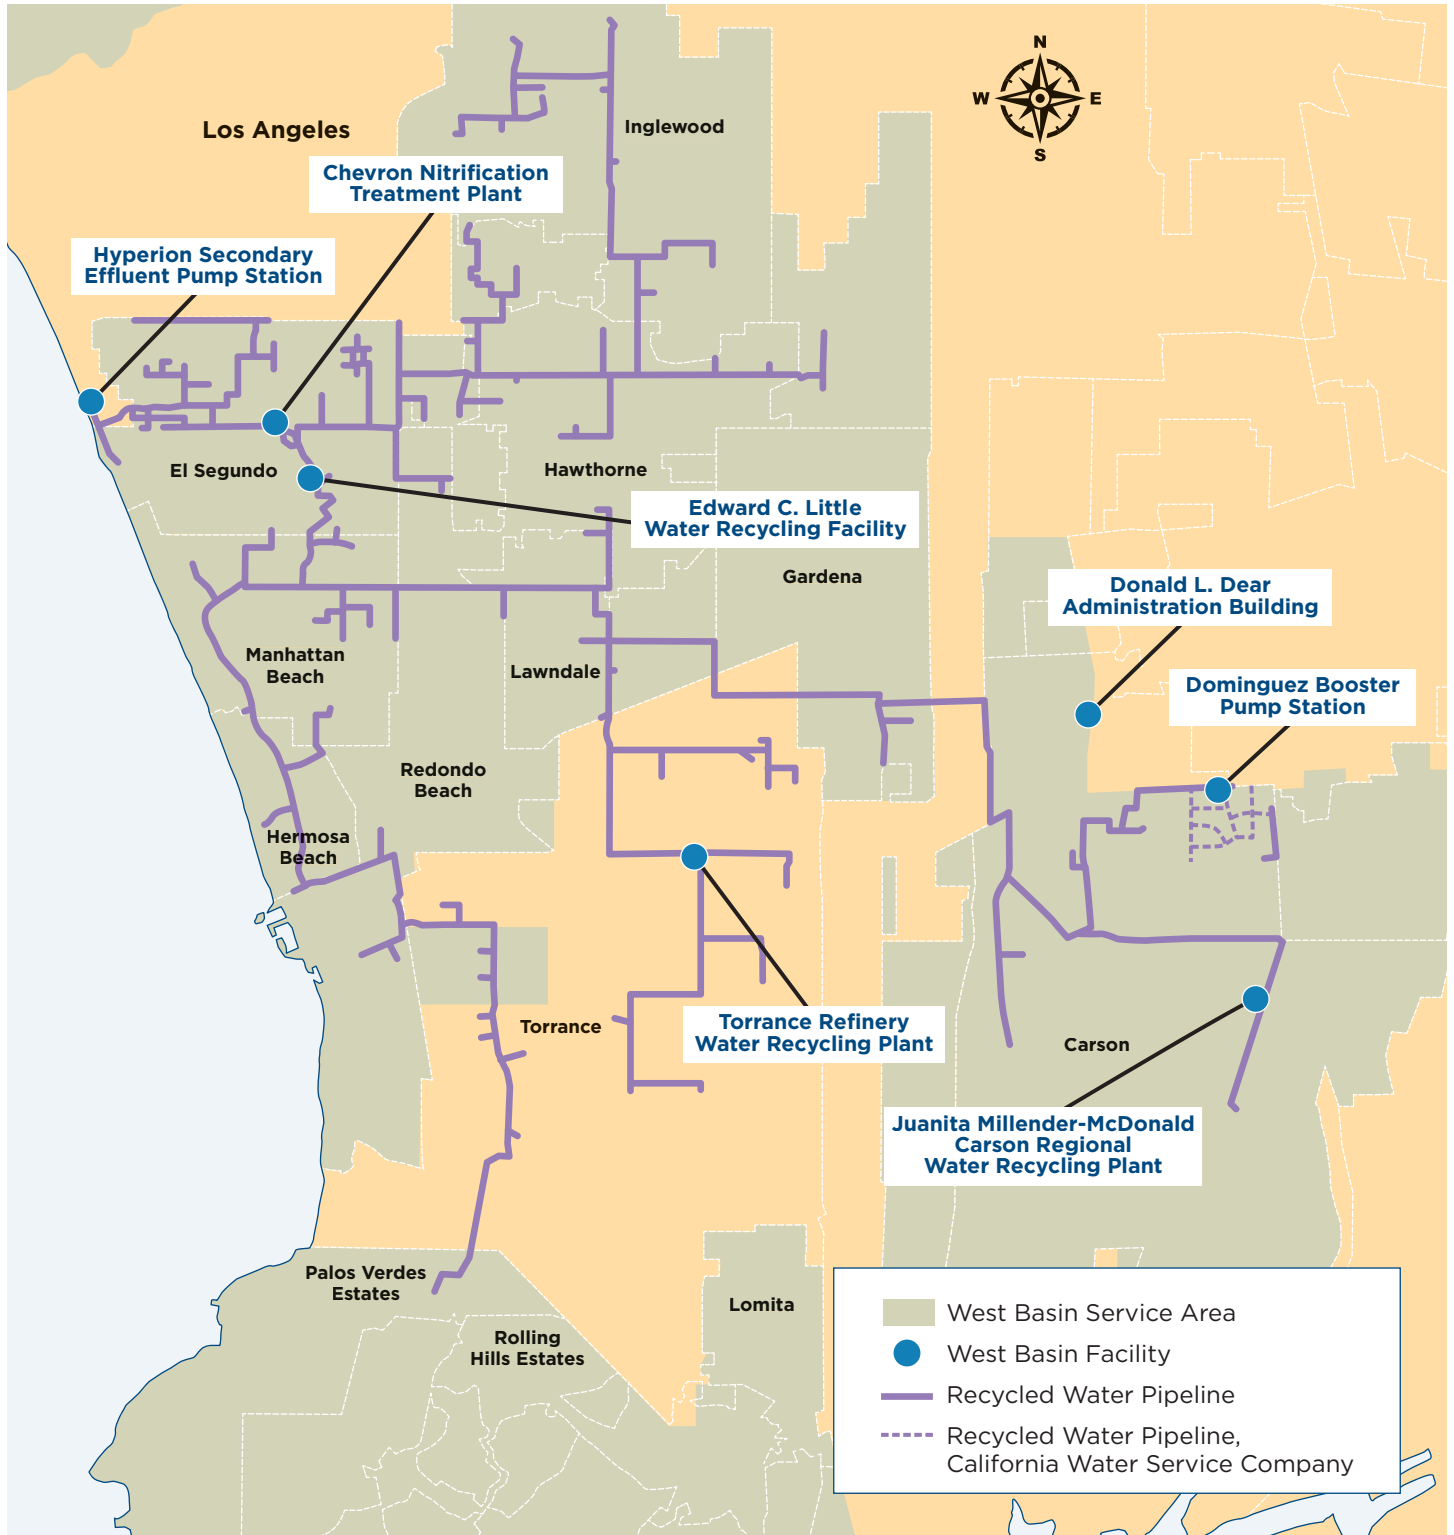 N
W
E
S
Los Angeles
Inglewood
Chevron Nitrification
Treatment Plant
Hyperion Secondary
Effluent Pump Station
El Segundo
Hawthorne
Edward C. Little
Water Recycling Facility
Gardena
Donald L. Dear
Administration Building
Manhattan
Beach
Lawndale
Dominguez Booster
Pump Station
Redondo
Beach
Hermosa
Beach
Torrance
Torrance Refinery
Water Recycling Plant
Carson
Juanita Millender-McDonald
Carson Regional
Water Recycling Plant
Palos Verdes
Estates
Lomita
Rolling
Hills Estates
West Basin Service Area
West Basin Facility
Recycled Water Pipeline
Recycled Water Pipeline,
California Water Service Company